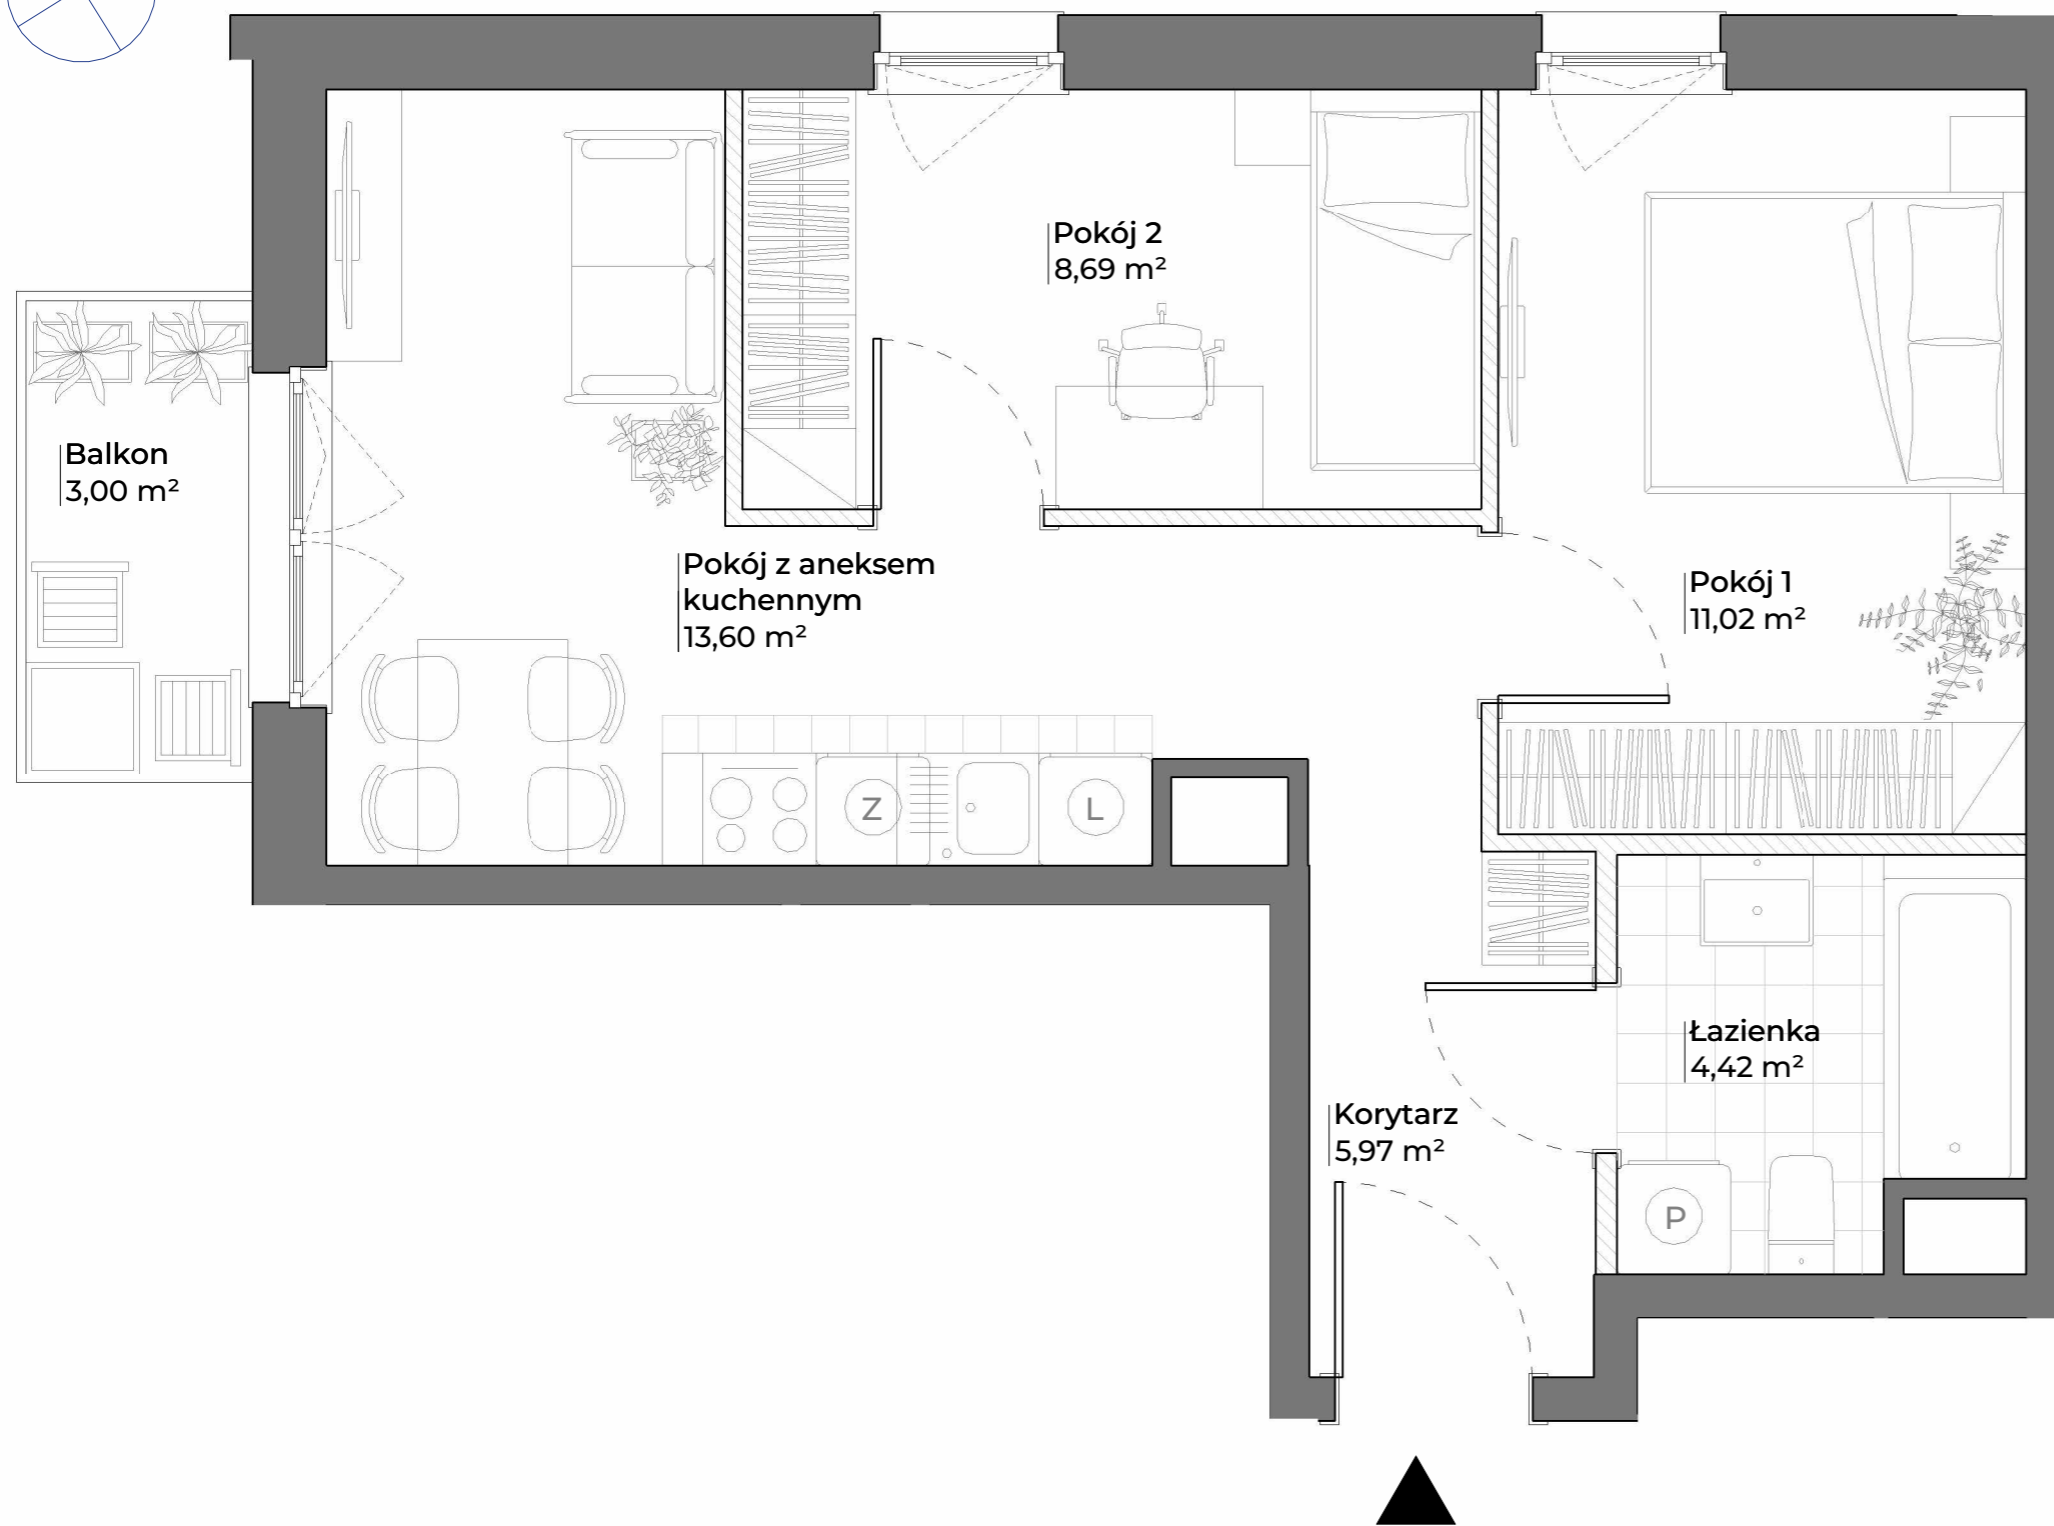 Pokój 2
8,69 m²
Balkon
3,00 m²
Pokój z aneksem
kuchennym
13,60 m²
Pokój 1
11,02 m²
Z
L
Łazienka
4,42 m²
Korytarz
5,97 m²
P